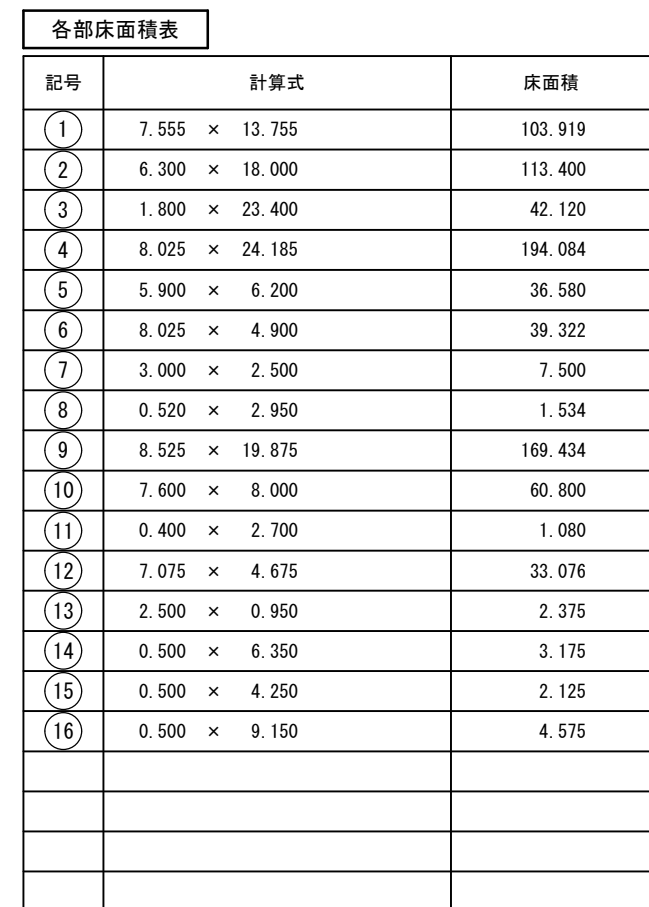 各部床面積表
記号 計算式 床面積
① 7.555 × 13.755 103.919
② 6.300 × 18.000 113.400
③ 1.800 × 23.400 42.120
④ 8.025 × 24.185 194.084
⑤ 5.900 × 6.200 36.580
⑥ 8.025 × 4.900 39.322
⑦ 3.000 × 2.500 7.500
⑧ 0.520 × 2.950 1.534
⑨ 8.525 × 19.875 169.434
⑩ 7.600 × 8.000 60.800
⑪ 0.400 × 2.700 1.080
⑫ 7.075 × 4.675 33.076
⑬ 2.500 × 0.950 2.375
⑭ 0.500 × 6.350 3.175
⑮ 0.500 × 4.250 2.125
⑯ 0.500 × 9.150 4.575